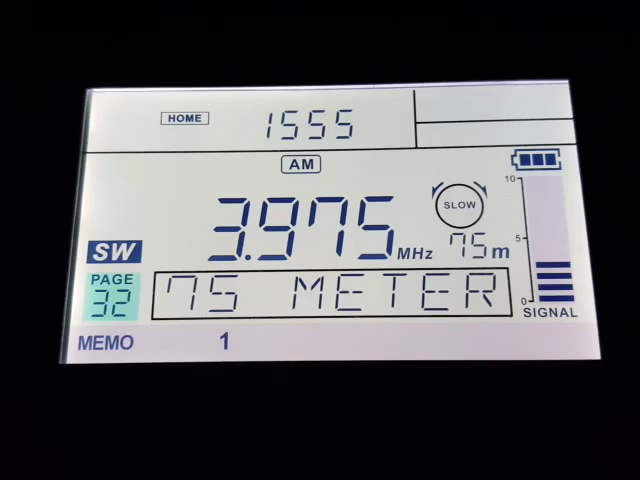 HOME 1555
AM
10
SLOW
3.975 MHz
75m
5
SW
PAGE
32
75 METER
0
SIGNAL
MEMO 1